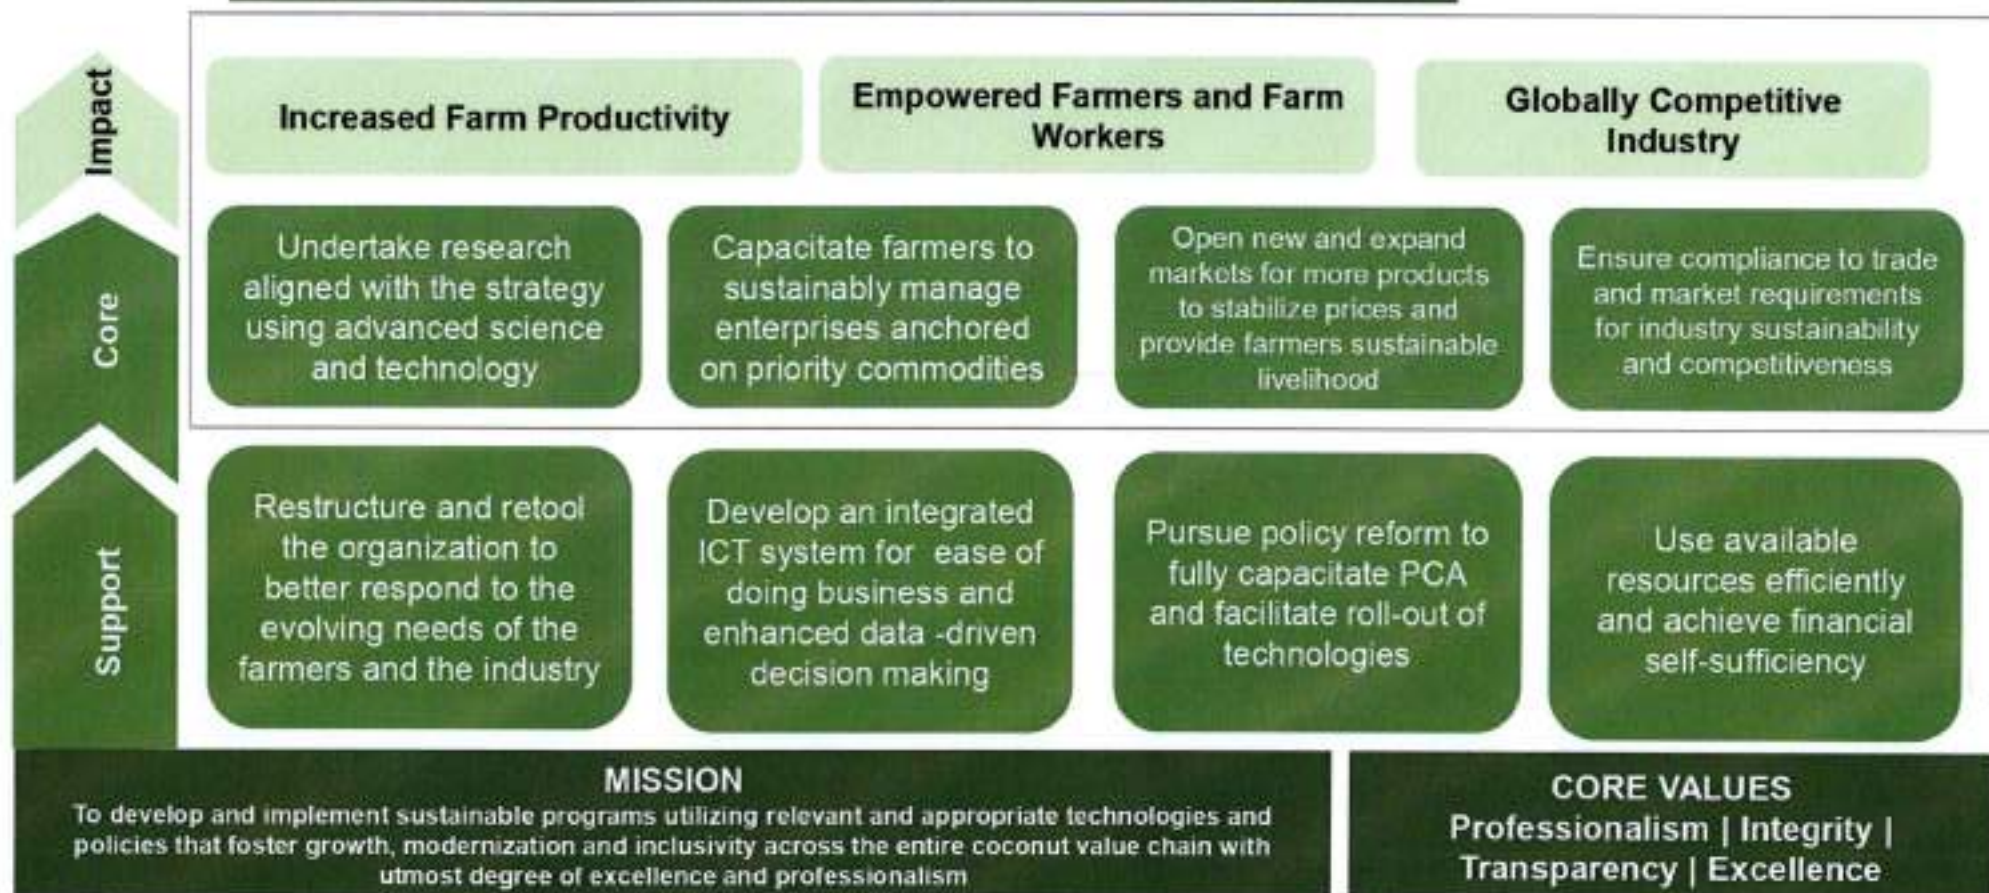 Impact
Increased Farm Productivity
Empowered Farmers and Farm
Workers
Globally Competitive
Industry
Core
Undertake research
aligned with the strategy
using advanced science
and technology
Capacitate farmers to
sustainably manage
enterprises anchored
on priority commodities
Open new and expand
markets for more products
to stabilize prices and
provide farmers sustainable
livelihood
Ensure compliance to trade
and market requirements
for industry sustainability
and competitiveness
Support
Restructure and retool
the organization to
better respond to the
evolving needs of the
farmers and the industry
Develop an integrated
ICT system for ease of
doing business and
enhanced data -driven
decision making
Pursue policy reform to
fully capacitate PCA
and facilitate roll-out of
technologies
Use available
resources efficiently
and achieve financial
self-sufficiency
MISSION
To develop and implement sustainable programs utilizing relevant and appropriate technologies and
policies that foster growth, modernization and inclusivity across the entire coconut value chain with
utmost degree of excellence and professionalism
CORE VALUES
Professionalism | Integrity |
Transparency | Excellence